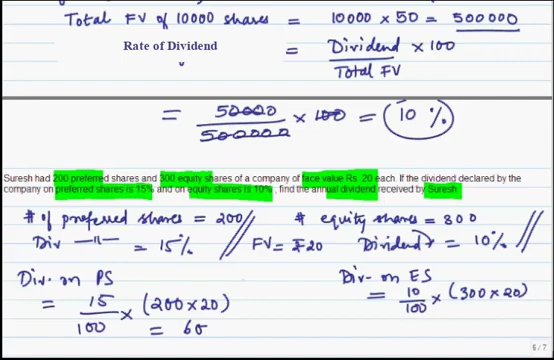 Total FV of 10000 shares = 10000 × 50 = 500000
Rate of Dividend = Dividend × 100
Total FV
= 50000 × 100 = 10 %
500000
Suresh had 200 preferred shares and 300 equity shares of a company of face value Rs. 20 each. If the dividend declared by the
company on preferred shares is 15% and on equity shares is 10% , find the annual dividend received by Suresh
# of preferred shares = 200 # equity shares = 300
Div —"— = 15% FV = ₹20 Dividend = 10%
Div. on PS Div- on ES
= 15 × (200 × 20) = 10 × (300 × 20)
100 100
= 60
6 / 7